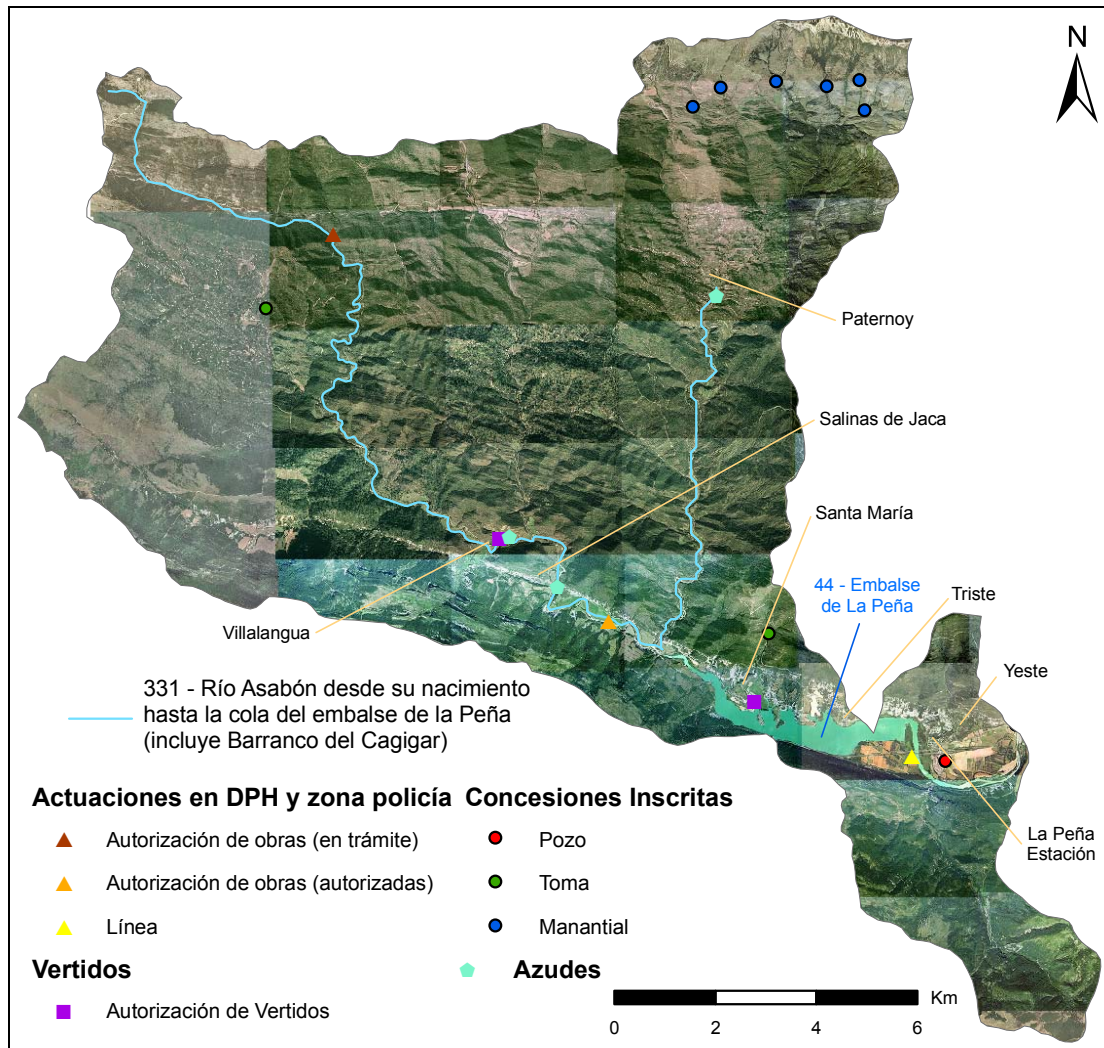 N
Paternoy
Salinas de Jaca
Santa María
44 - Embalse
de La Peña
Triste
Villalangua
Yeste
331 - Río Asabón desde su nacimiento
hasta la cola del embalse de la Peña
(incluye Barranco del Cagigar)
La Peña
Estación
Actuaciones en DPH y zona policía
Autorización de obras (en trámite)
Autorización de obras (autorizadas)
Línea
Vertidos
Autorización de Vertidos
Concesiones Inscritas
Pozo
Toma
Manantial
Azudes
Km
0 2 4 6